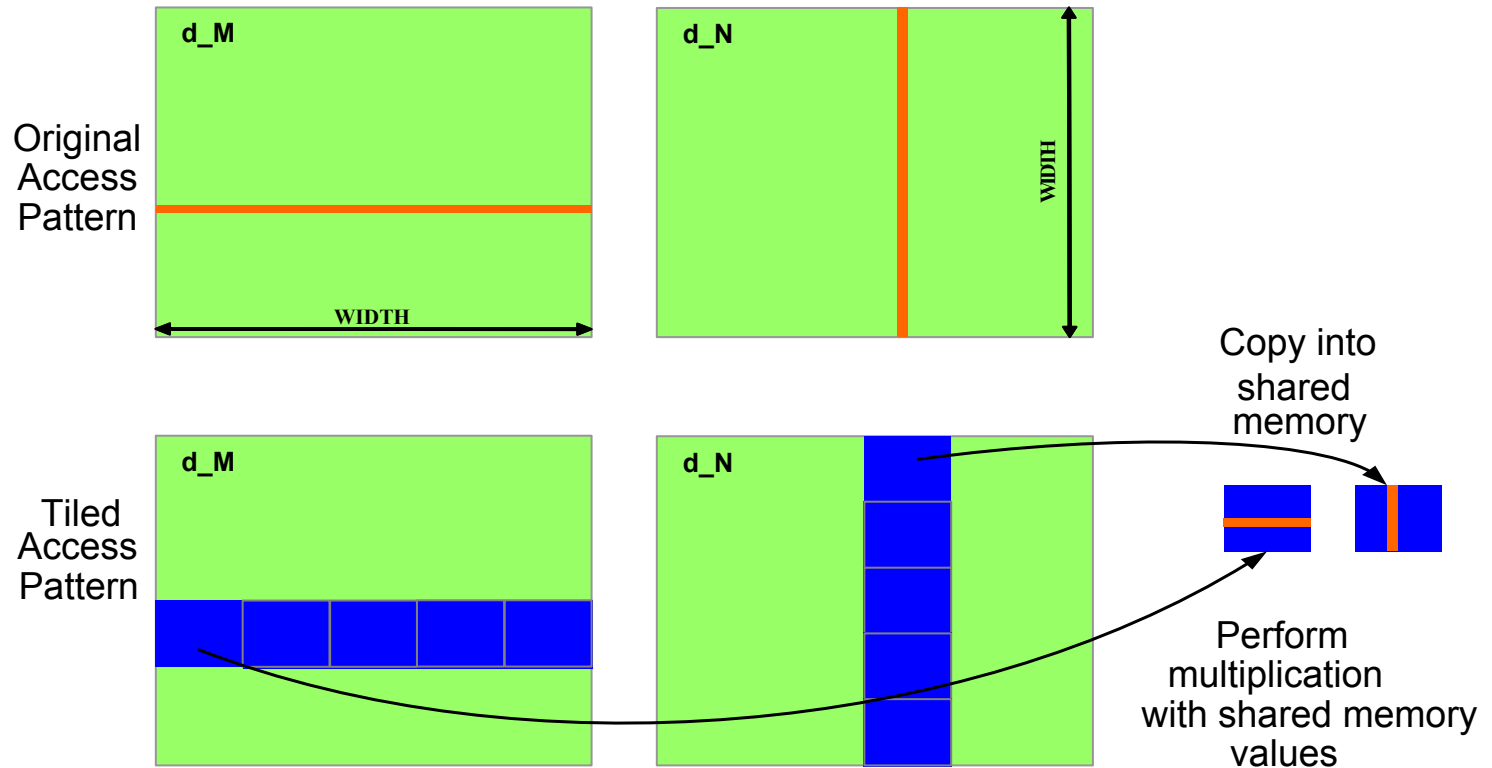 d_M
d_N
Original
Access
Pattern
WIDTH
WIDTH
Copy into
shared
memory
d_M
d_N
Tiled
Access
Pattern
Perform
multiplication
with shared memory
values